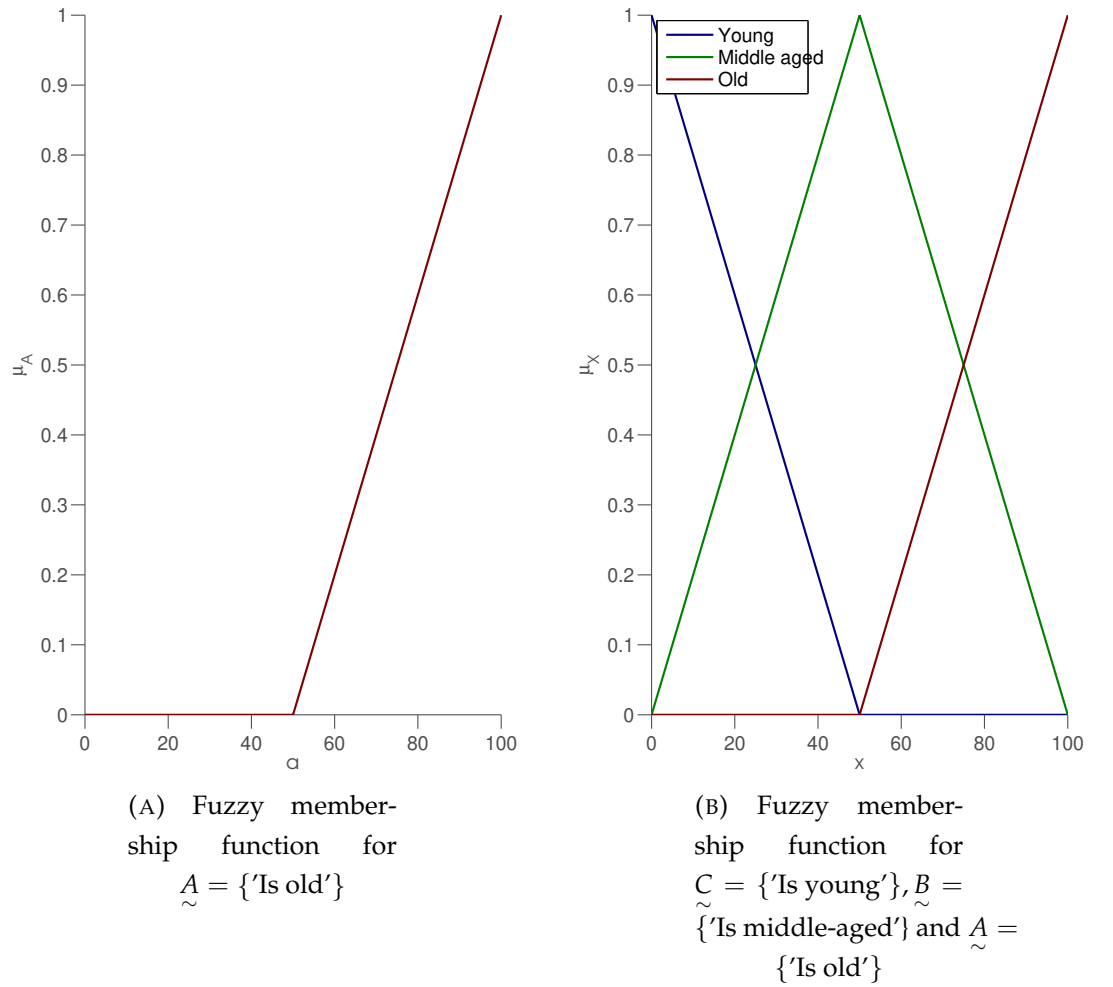 1
0.9
0.8
0.7
0.6
0.5
0.4
0.3
0.2
0.1
0
μA
0
20
40
60
80
100
α
(A) Fuzzy member-
ship function for
A = {'Is old'}
~
1
0.9
0.8
0.7
0.6
0.5
0.4
0.3
0.2
0.1
0
μX
Young
Middle aged
Old
0
20
40
60
80
100
x
(B) Fuzzy member-
ship function for
C = {'Is young'}, B =
~ ~
{'Is middle-aged'} and A =
~
{'Is old'}